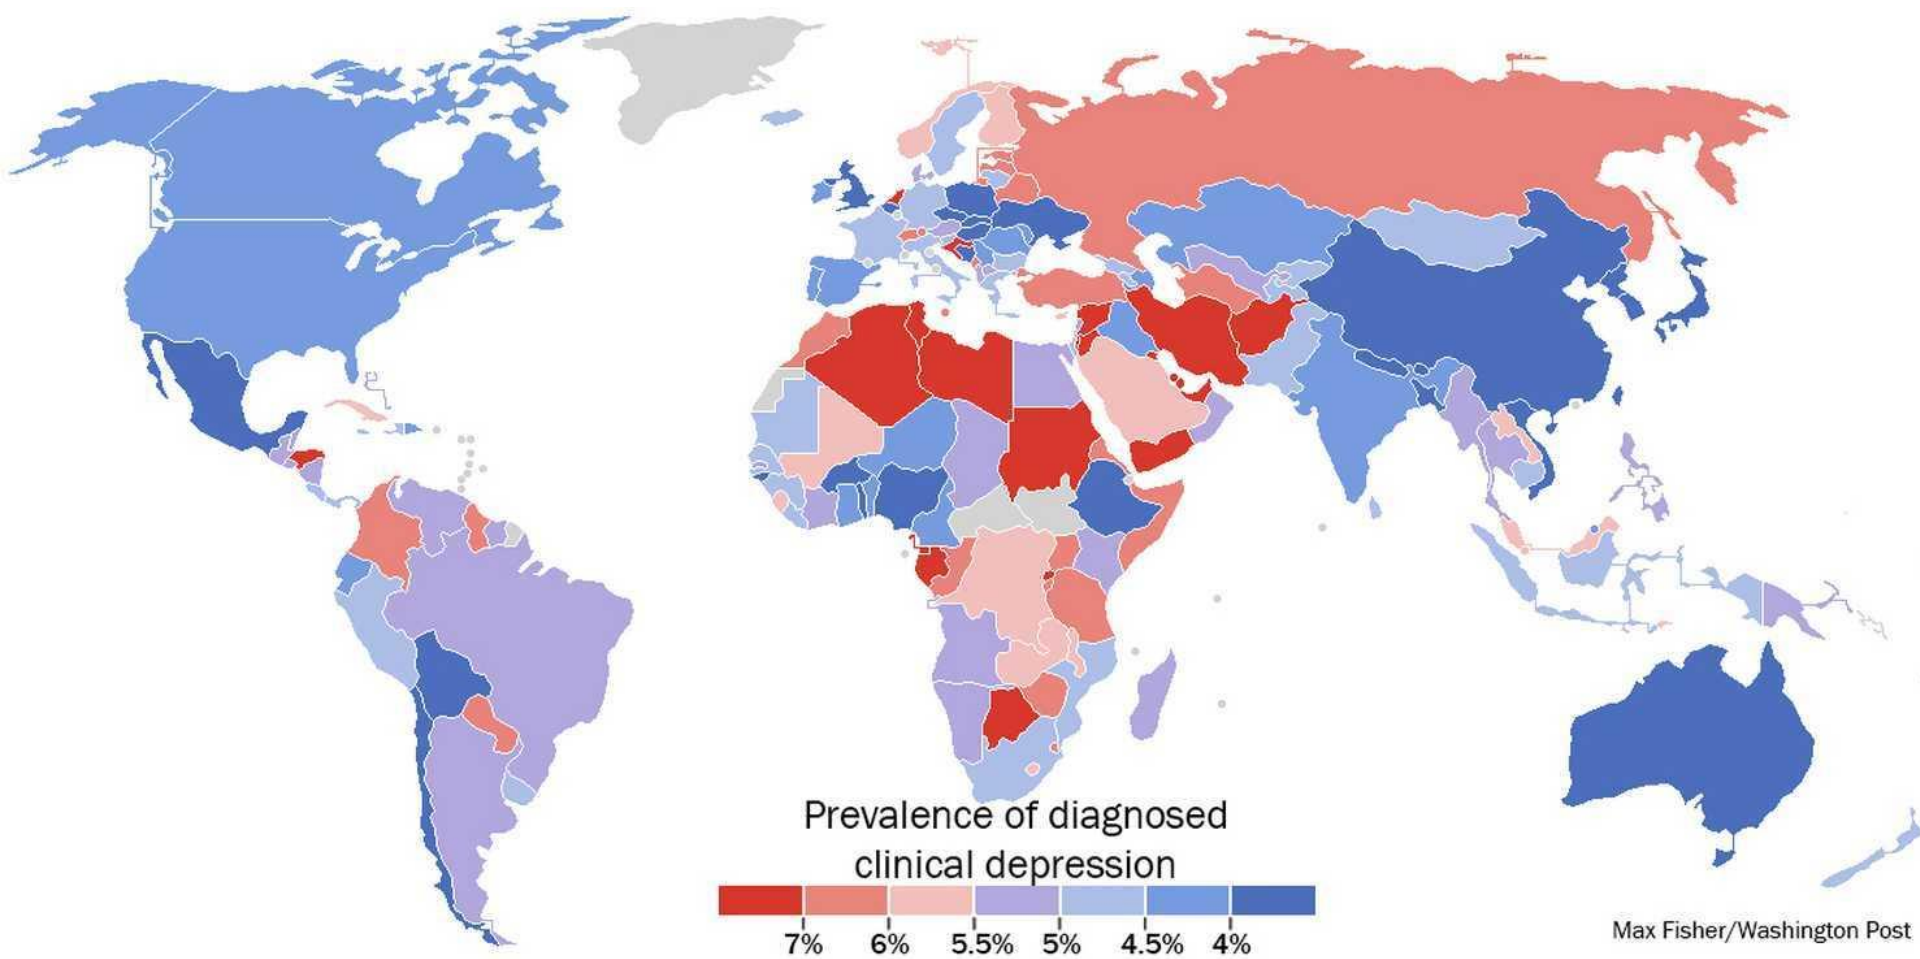 Prevalence of diagnosed
clinical depression
7% 6% 5.5% 5% 4.5% 4%
Max Fisher/Washington Post